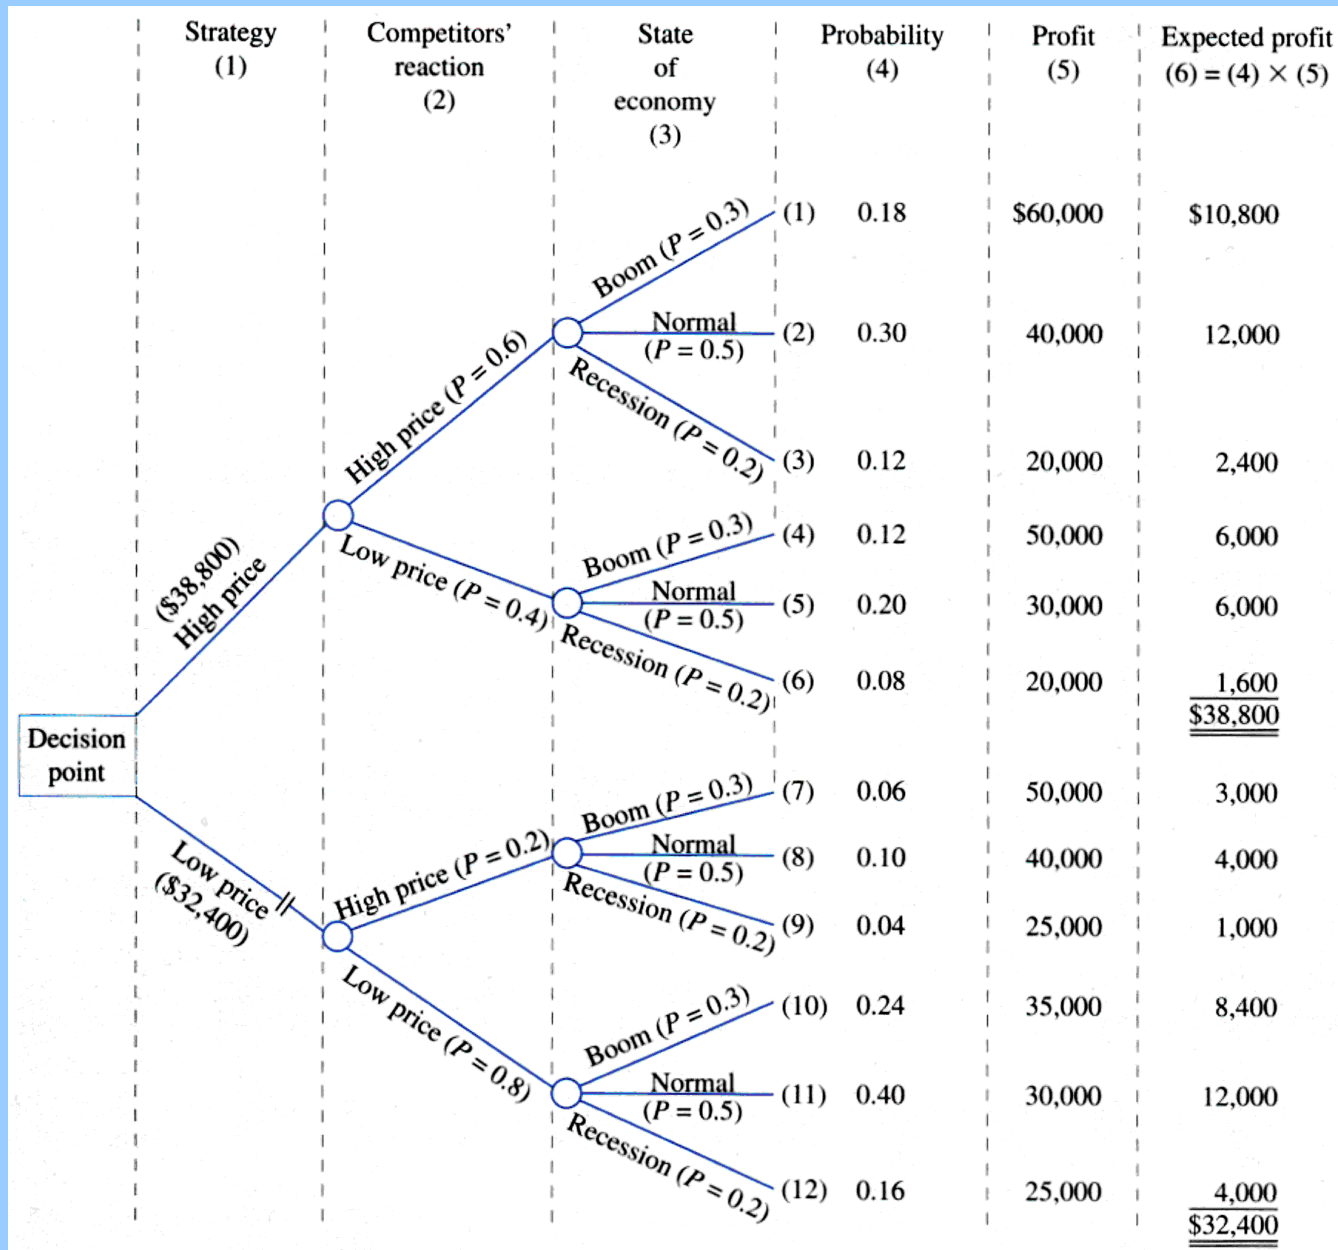 Strategy
(1)
Competitors'
reaction
(2)
State
of
economy
(3)
Probability
(4)
Profit
(5)
Expected profit
(6) = (4) × (5)
Boom (P = 0.3)
(1) 0.18 $60,000 $10,800
Normal
(P = 0.5)
(2) 0.30 40,000 12,000
Recession (P = 0.2)
(3) 0.12 20,000 2,400
High price (P = 0.6)
Boom (P = 0.3)
(4) 0.12 50,000 6,000
Low price (P = 0.4)
Normal
(P = 0.5)
(5) 0.20 30,000 6,000
Recession (P = 0.2)
(6) 0.08 20,000 1,600
$38,800
($38,800)
High price
Decision
point
Boom (P = 0.3)
(7) 0.06 50,000 3,000
High price (P = 0.2)
Normal
(P = 0.5)
(8) 0.10 40,000 4,000
Recession (P = 0.2)
(9) 0.04 25,000 1,000
Low price
($32,400)
Boom (P = 0.3)
(10) 0.24 35,000 8,400
Low price (P = 0.8)
Normal
(P = 0.5)
(11) 0.40 30,000 12,000
Recession (P = 0.2)
(12) 0.16 25,000 4,000
$32,400